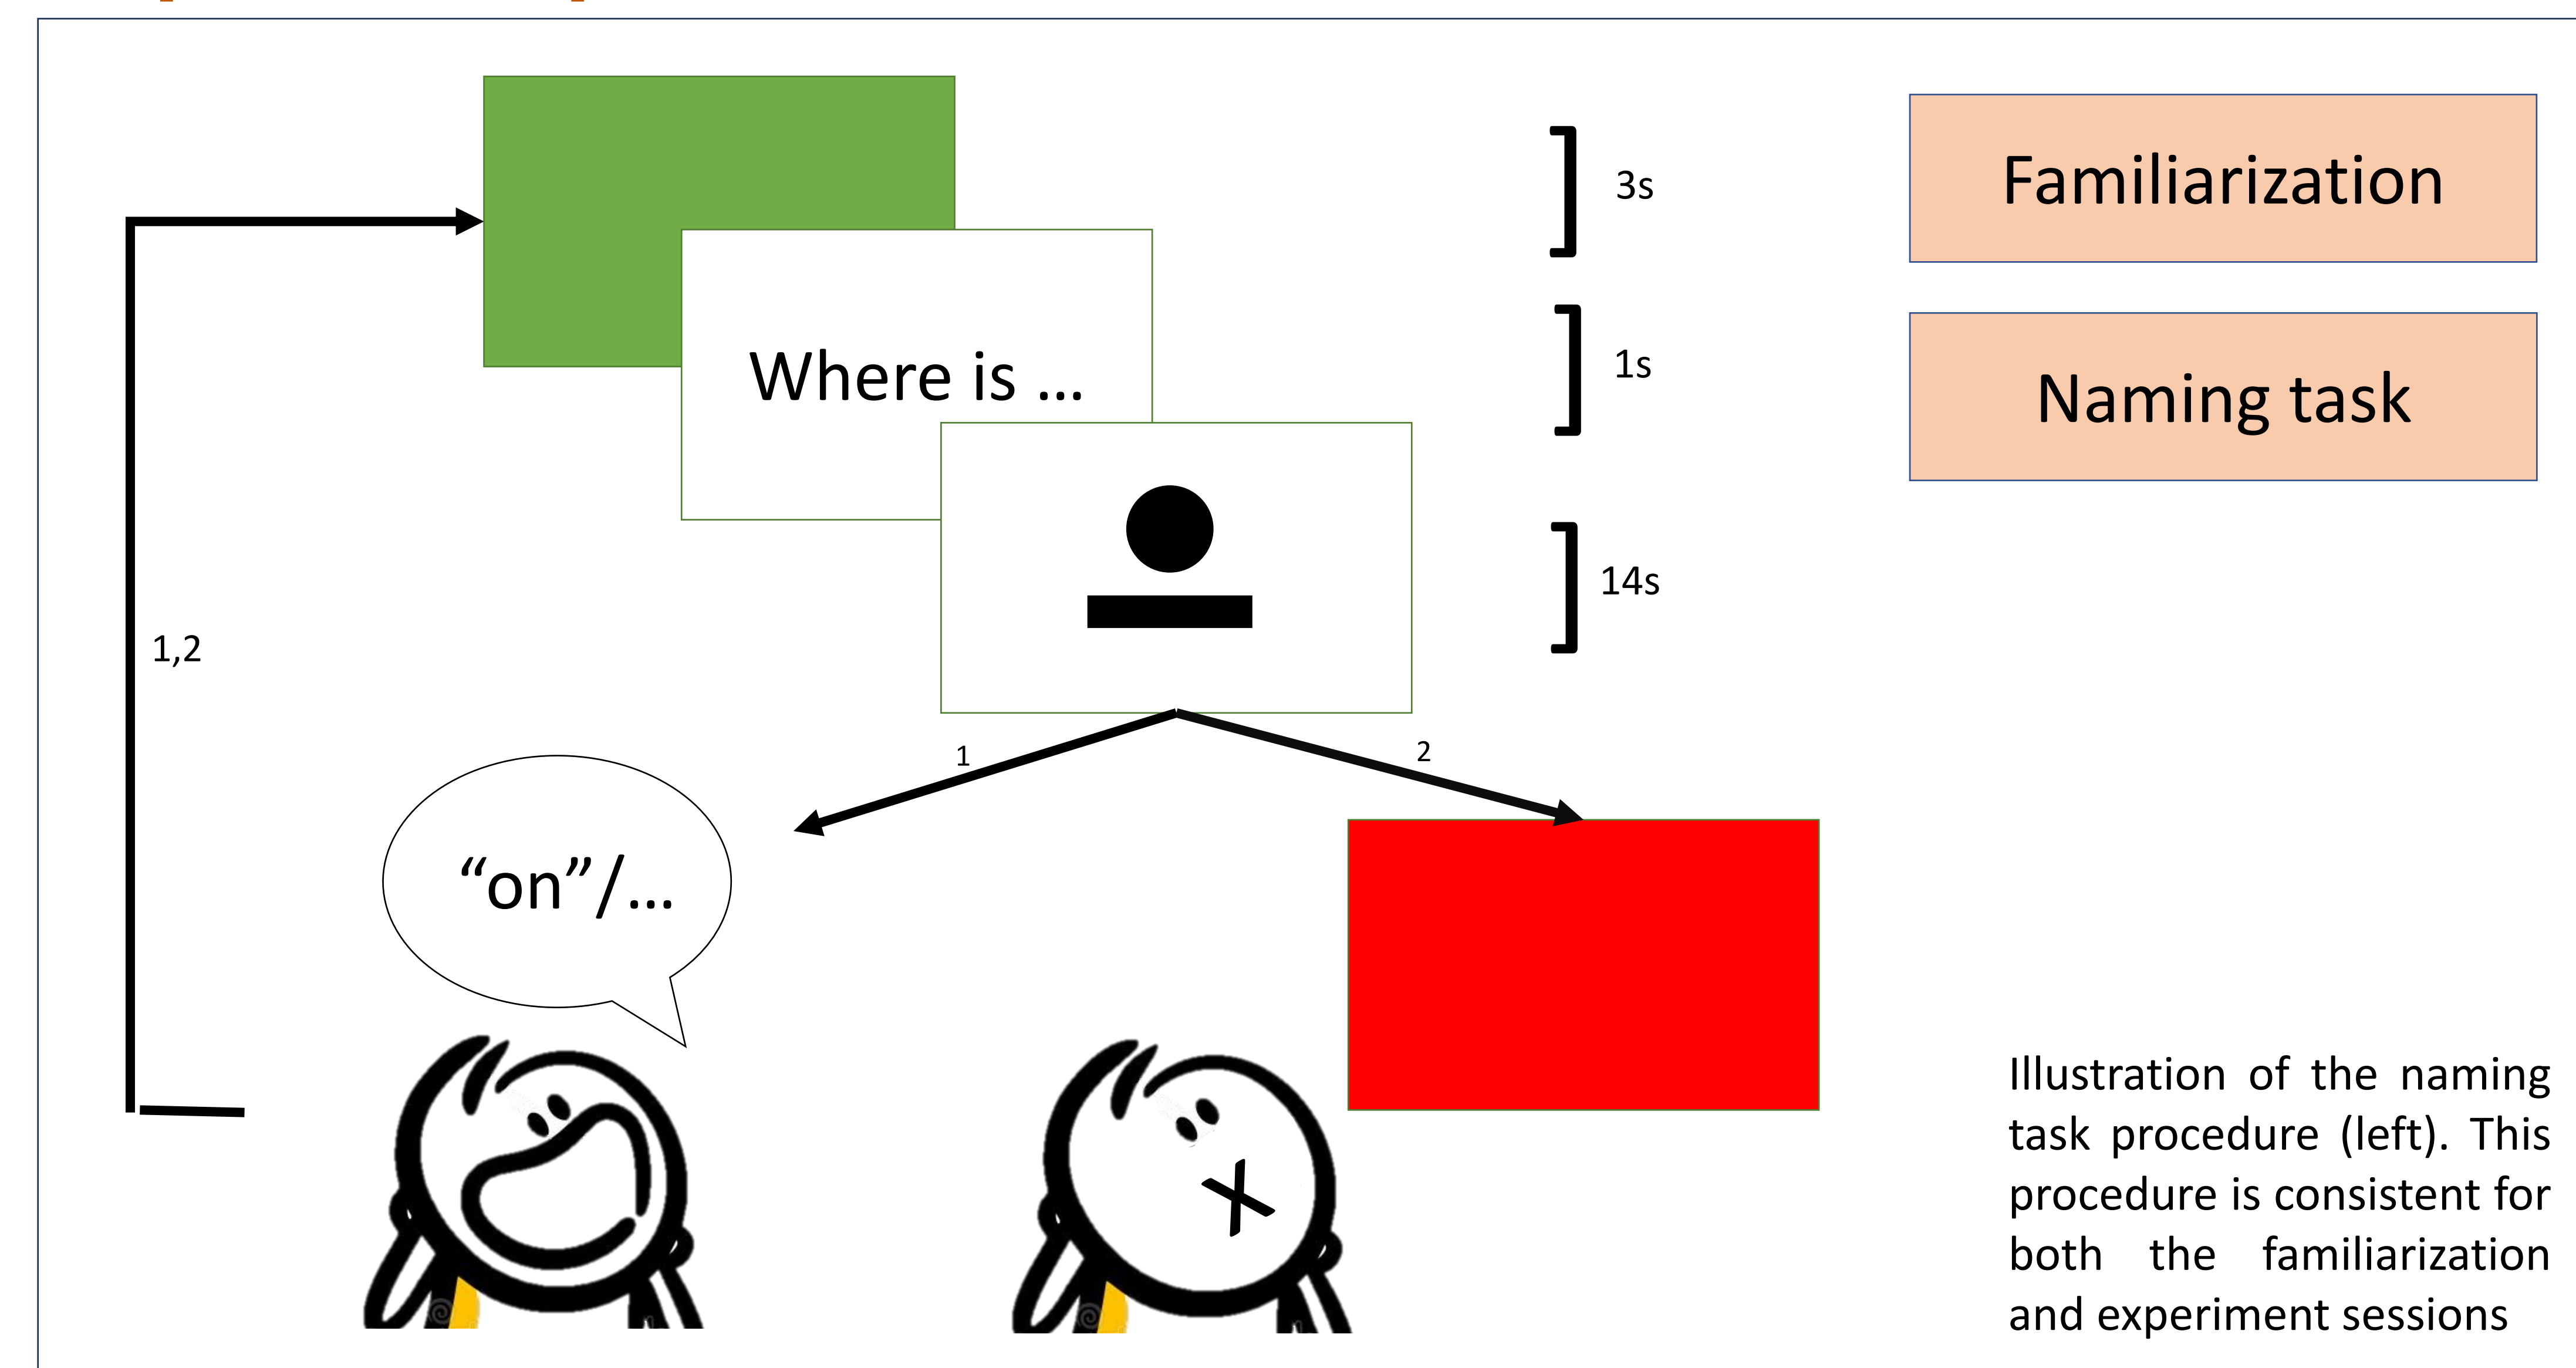 3s
Familiarization
Where is ...
1s
Naming task
14s
1,2
1
2
“on”/...
X
Illustration of the naming
task procedure (left). This
procedure is consistent for
both the familiarization
and experiment sessions